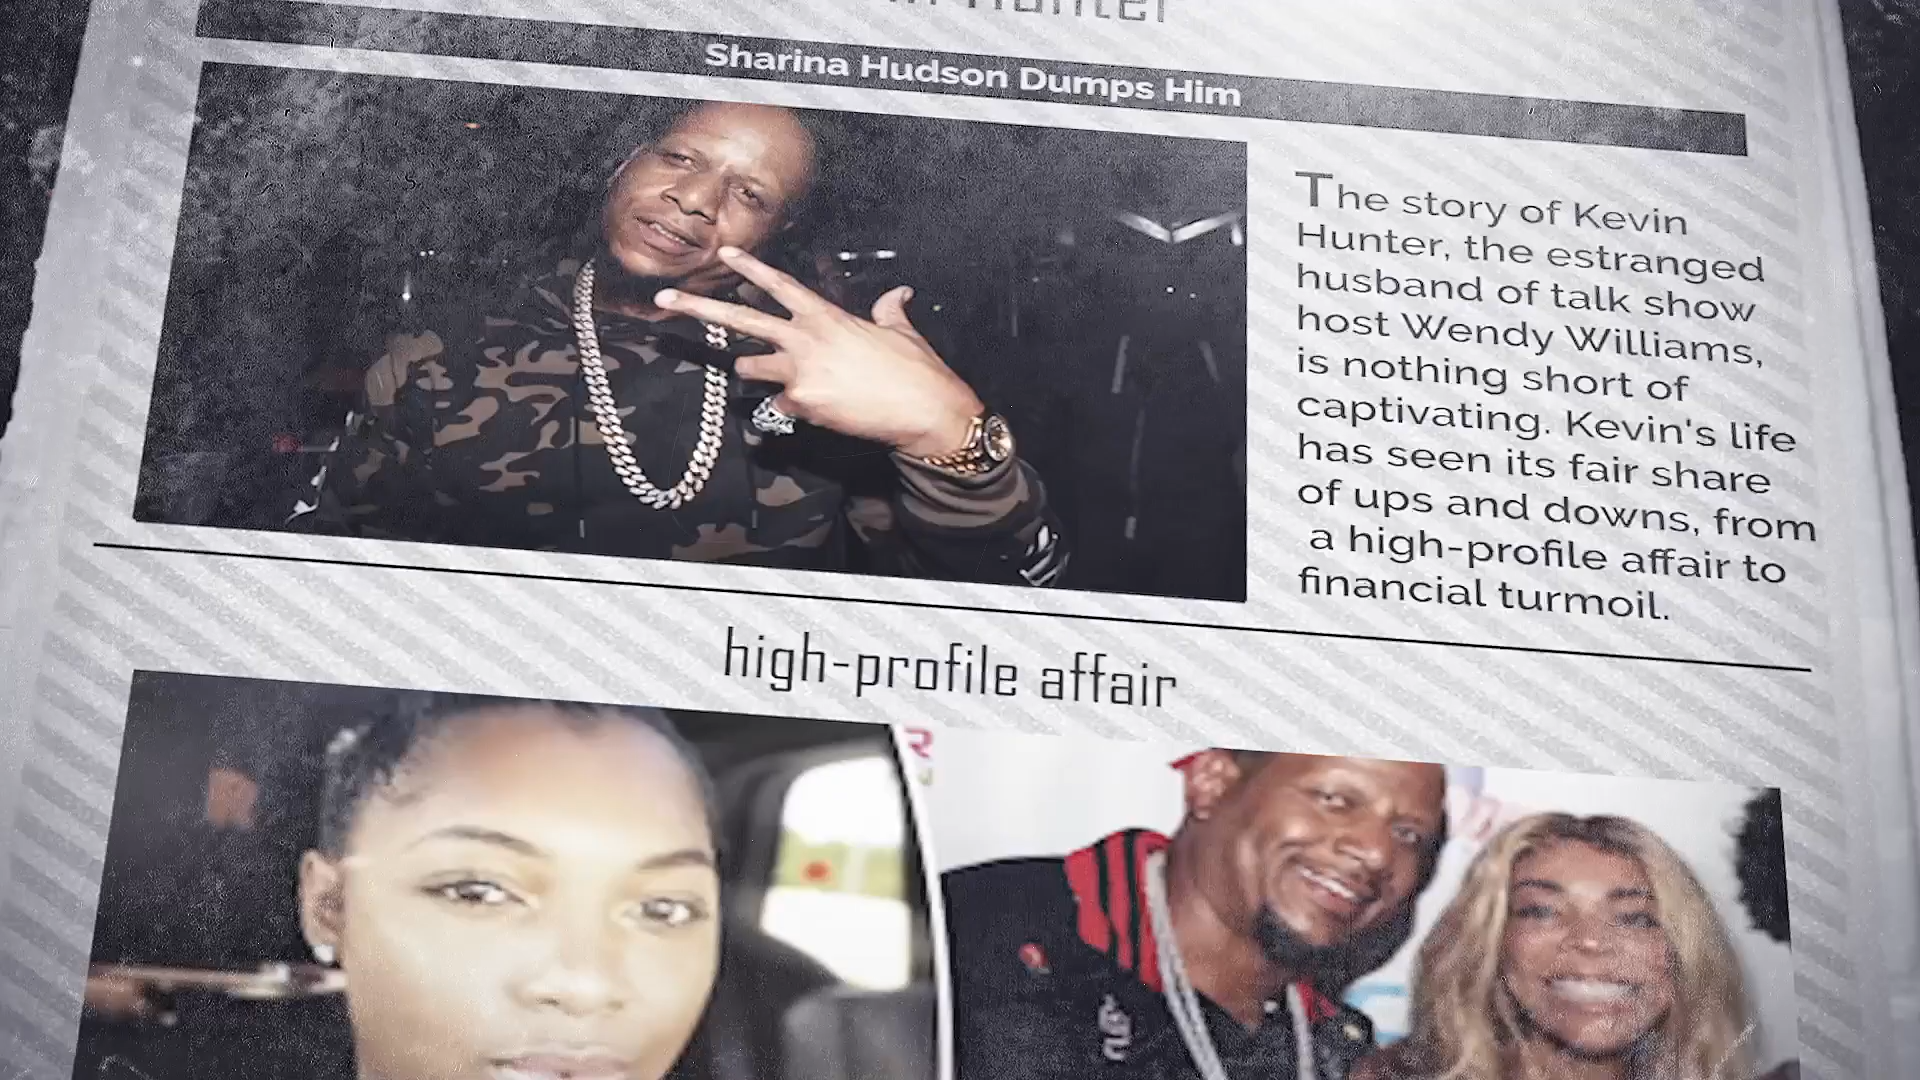 Hunter
Sharina Hudson Dumps Him
The story of Kevin
Hunter, the estranged
husband of talk show
host Wendy Williams,
is nothing short of
captivating. Kevin's life
has seen its fair share
of ups and downs, from
a high-profile affair to
financial turmoil.
high-profile affair
R